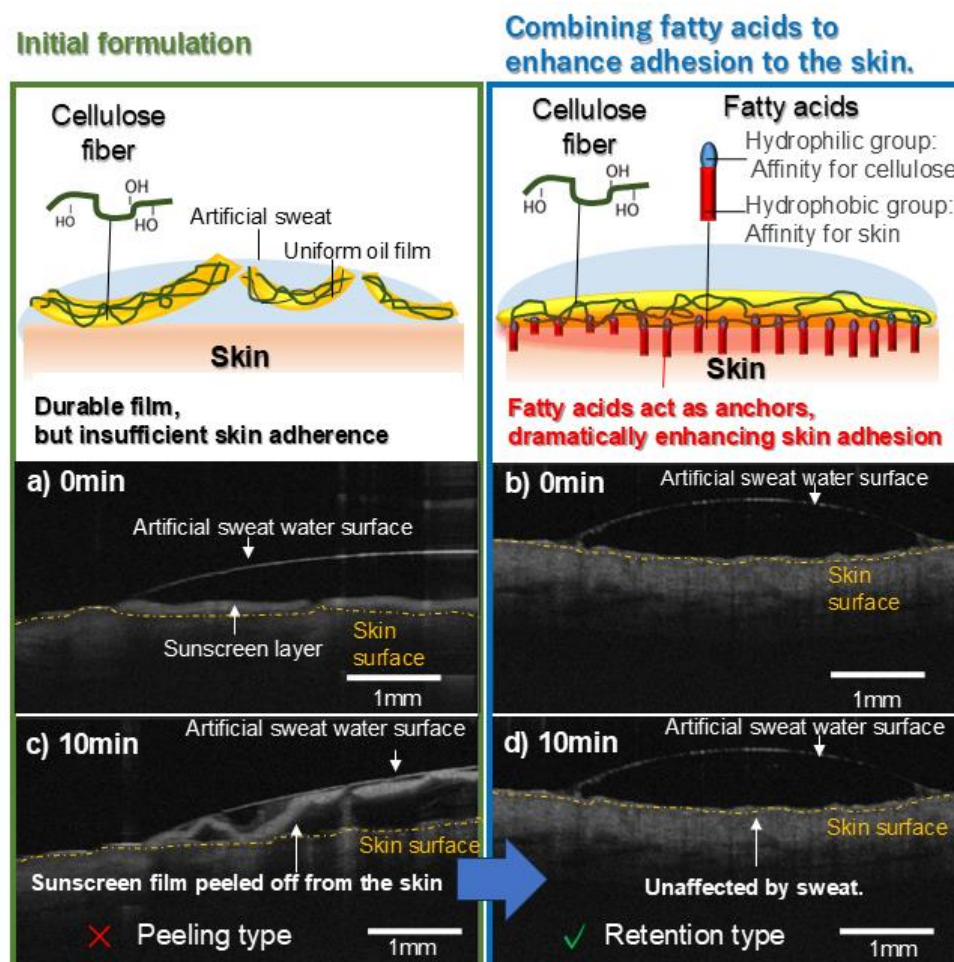 Initial formulation
Cellulose
fiber
OH
HO
HO
Artificial sweat
Uniform oil film
Skin
Durable film,
but insufficient skin adherence
a) 0min
Artificial sweat water surface
Sunscreen layer
Skin
surface
1mm
c) 10min
Artificial sweat water surface
Skin surface
Sunscreen film peeled off from the skin
Peeling type
1mm
Combining fatty acids to
enhance adhesion to the skin.
Cellulose
fiber
OH
HO
HO
Fatty acids
Hydrophilic group:
Affinity for cellulose
Hydrophobic group:
Affinity for skin
Skin
Fatty acids act as anchors,
dramatically enhancing skin adhesion
b) 0min
Artificial sweat water surface
Skin
surface
1mm
d) 10min
Artificial sweat water surface
Skin surface
Unaffected by sweat.
Retention type
1mm